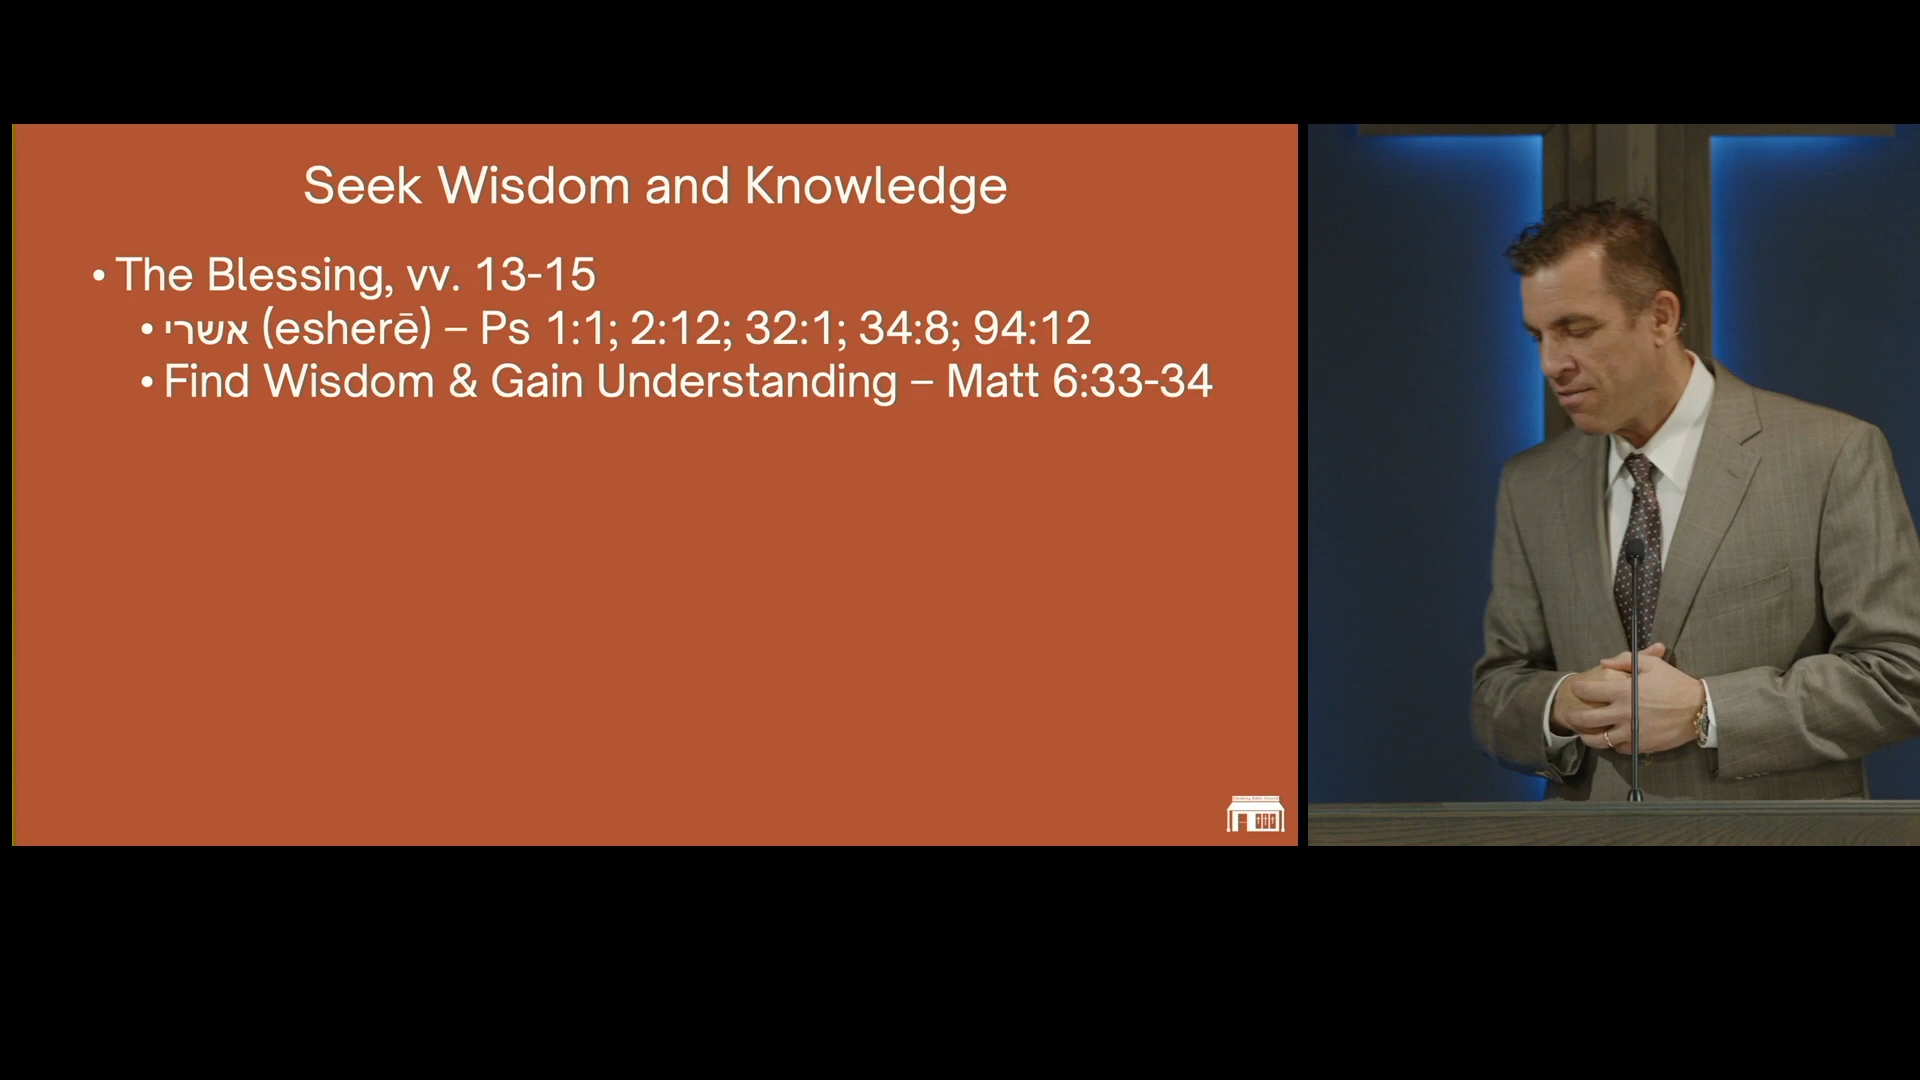 Seek Wisdom and Knowledge
• The Blessing, vv. 13-15
• אשרי (esherē) – Ps 1:1; 2:12; 32:1; 34:8; 94:12
• Find Wisdom & Gain Understanding – Matt 6:33-34